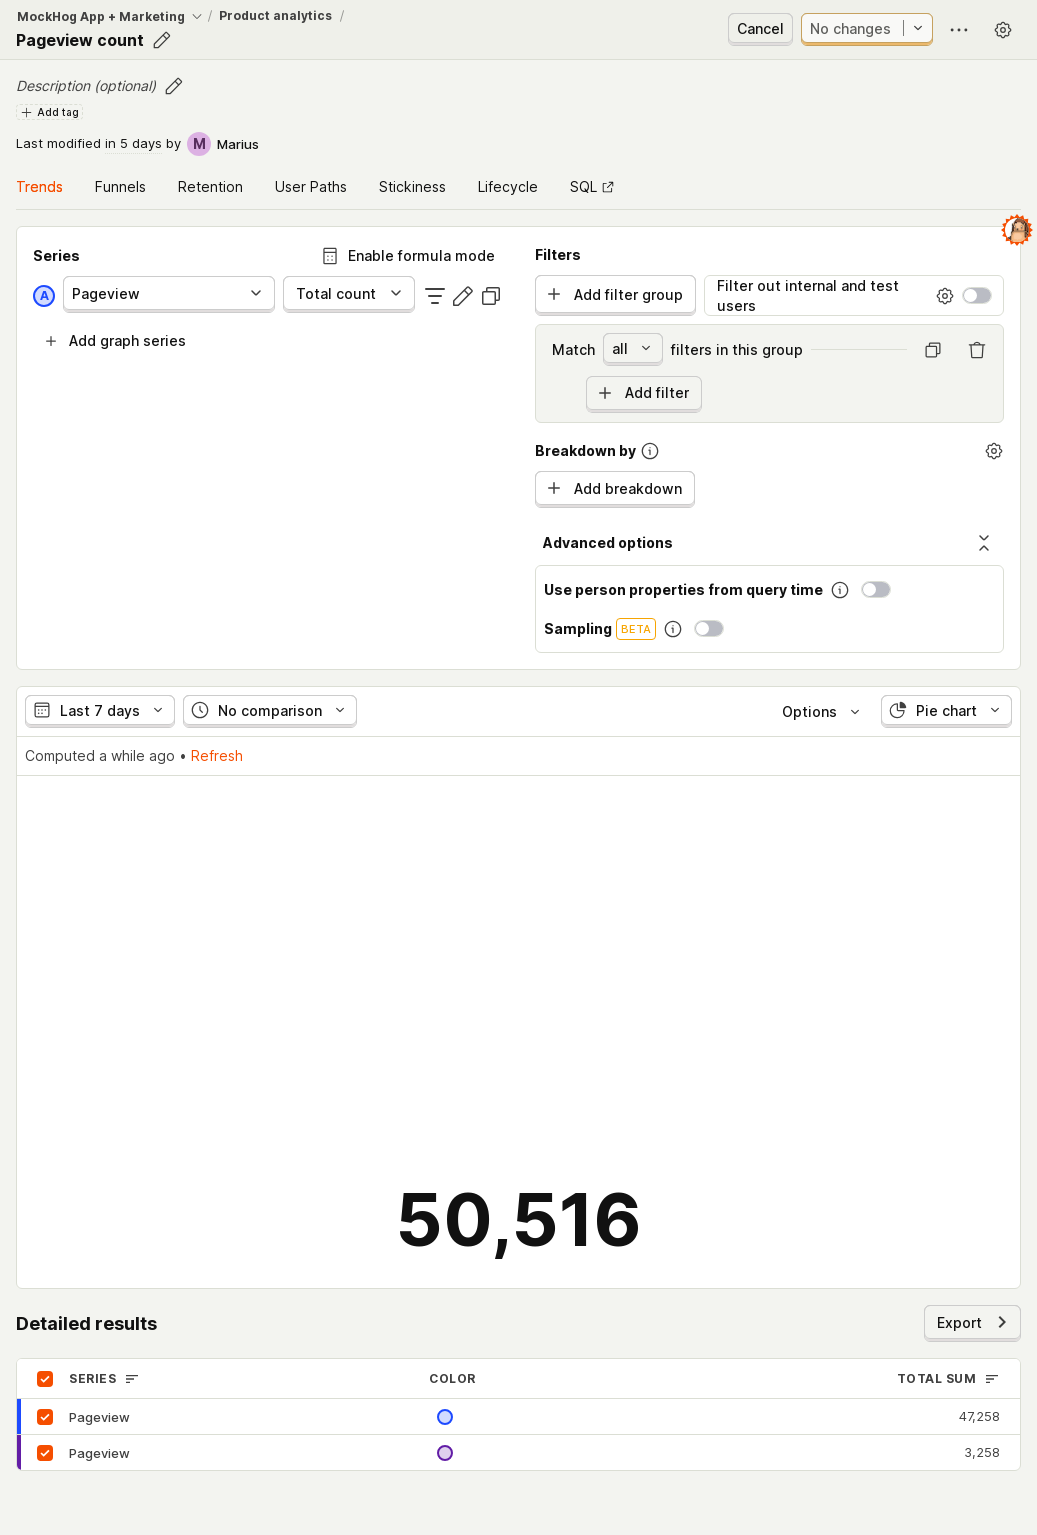 MockHog App + Marketing / Product analytics /
Pageview count
Cancel
No changes
Description (optional)
Add tag
Last modified in 5 days by M Marius
Trends Funnels Retention User Paths Stickiness Lifecycle SQL
Series
Enable formula mode
A Pageview Total count
Add graph series
Filters
Add filter group
Filter out internal and test
users
Match all filters in this group
Add filter
Breakdown by
Add breakdown
Advanced options
Use person properties from query time
Sampling BETA
Last 7 days No comparison Options Pie chart
Computed a while ago • Refresh
50,516
Detailed results
Export
SERIES COLOR TOTAL SUM
Pageview 47,258
Pageview 3,258